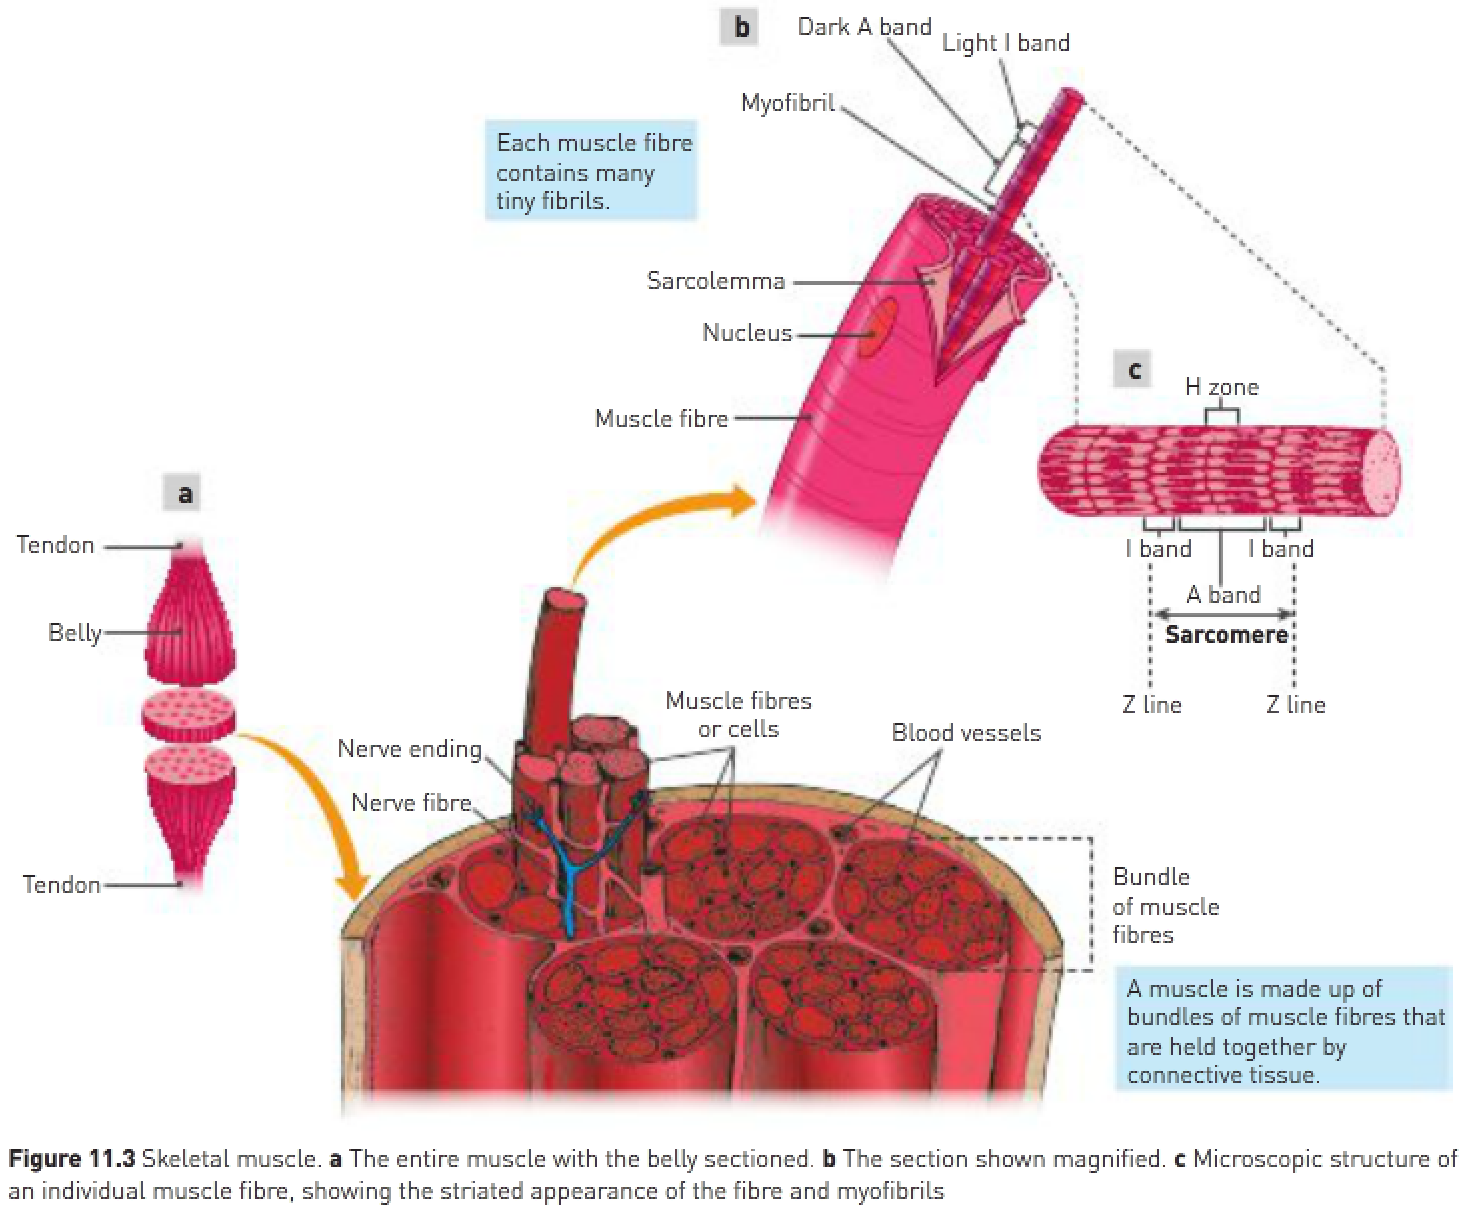 b
Dark A band
Light I band
Myofibril
Each muscle fibre
contains many
tiny fibrils.
Sarcolemma
Nucleus
Muscle fibre
c
H zone
I band
I band
A band
Sarcomere
Z line
Z line
a
Tendon
Belly
Tendon
Nerve ending
Nerve fibre
Muscle fibres
or cells
Blood vessels
Bundle
of muscle
fibres
A muscle is made up of
bundles of muscle fibres that
are held together by
connective tissue.
Figure 11.3 Skeletal muscle. a The entire muscle with the belly sectioned. b The section shown magnified. c Microscopic structure of
an individual muscle fibre, showing the striated appearance of the fibre and myofibrils